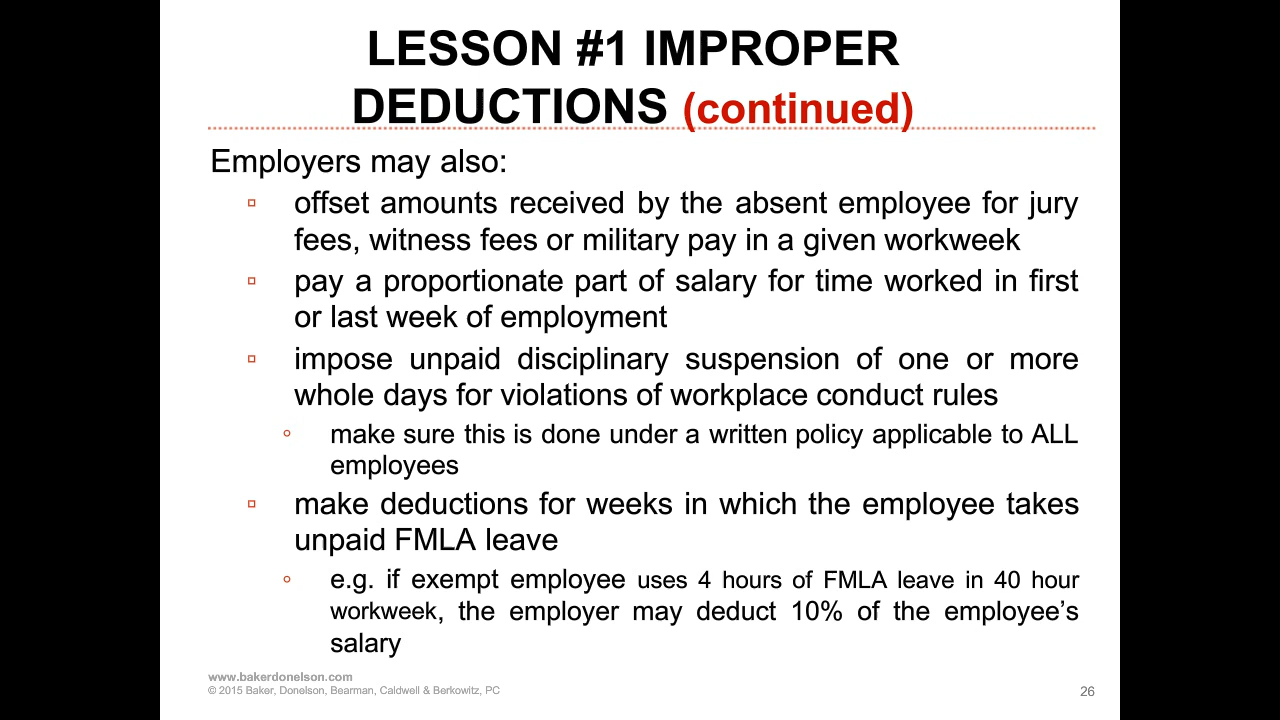 LESSON #1 IMPROPER
DEDUCTIONS (continued)
Employers may also:
offset amounts received by the absent employee for jury
fees, witness fees or military pay in a given workweek
pay a proportionate part of salary for time worked in first
or last week of employment
impose unpaid disciplinary suspension of one or more
whole days for violations of workplace conduct rules
make sure this is done under a written policy applicable to ALL
employees
make deductions for weeks in which the employee takes
unpaid FMLA leave
e.g. if exempt employee uses 4 hours of FMLA leave in 40 hour
workweek, the employer may deduct 10% of the employee’s
salary
www.bakerdonelson.com
© 2015 Baker, Donelson, Bearman, Caldwell & Berkowitz, PC
26